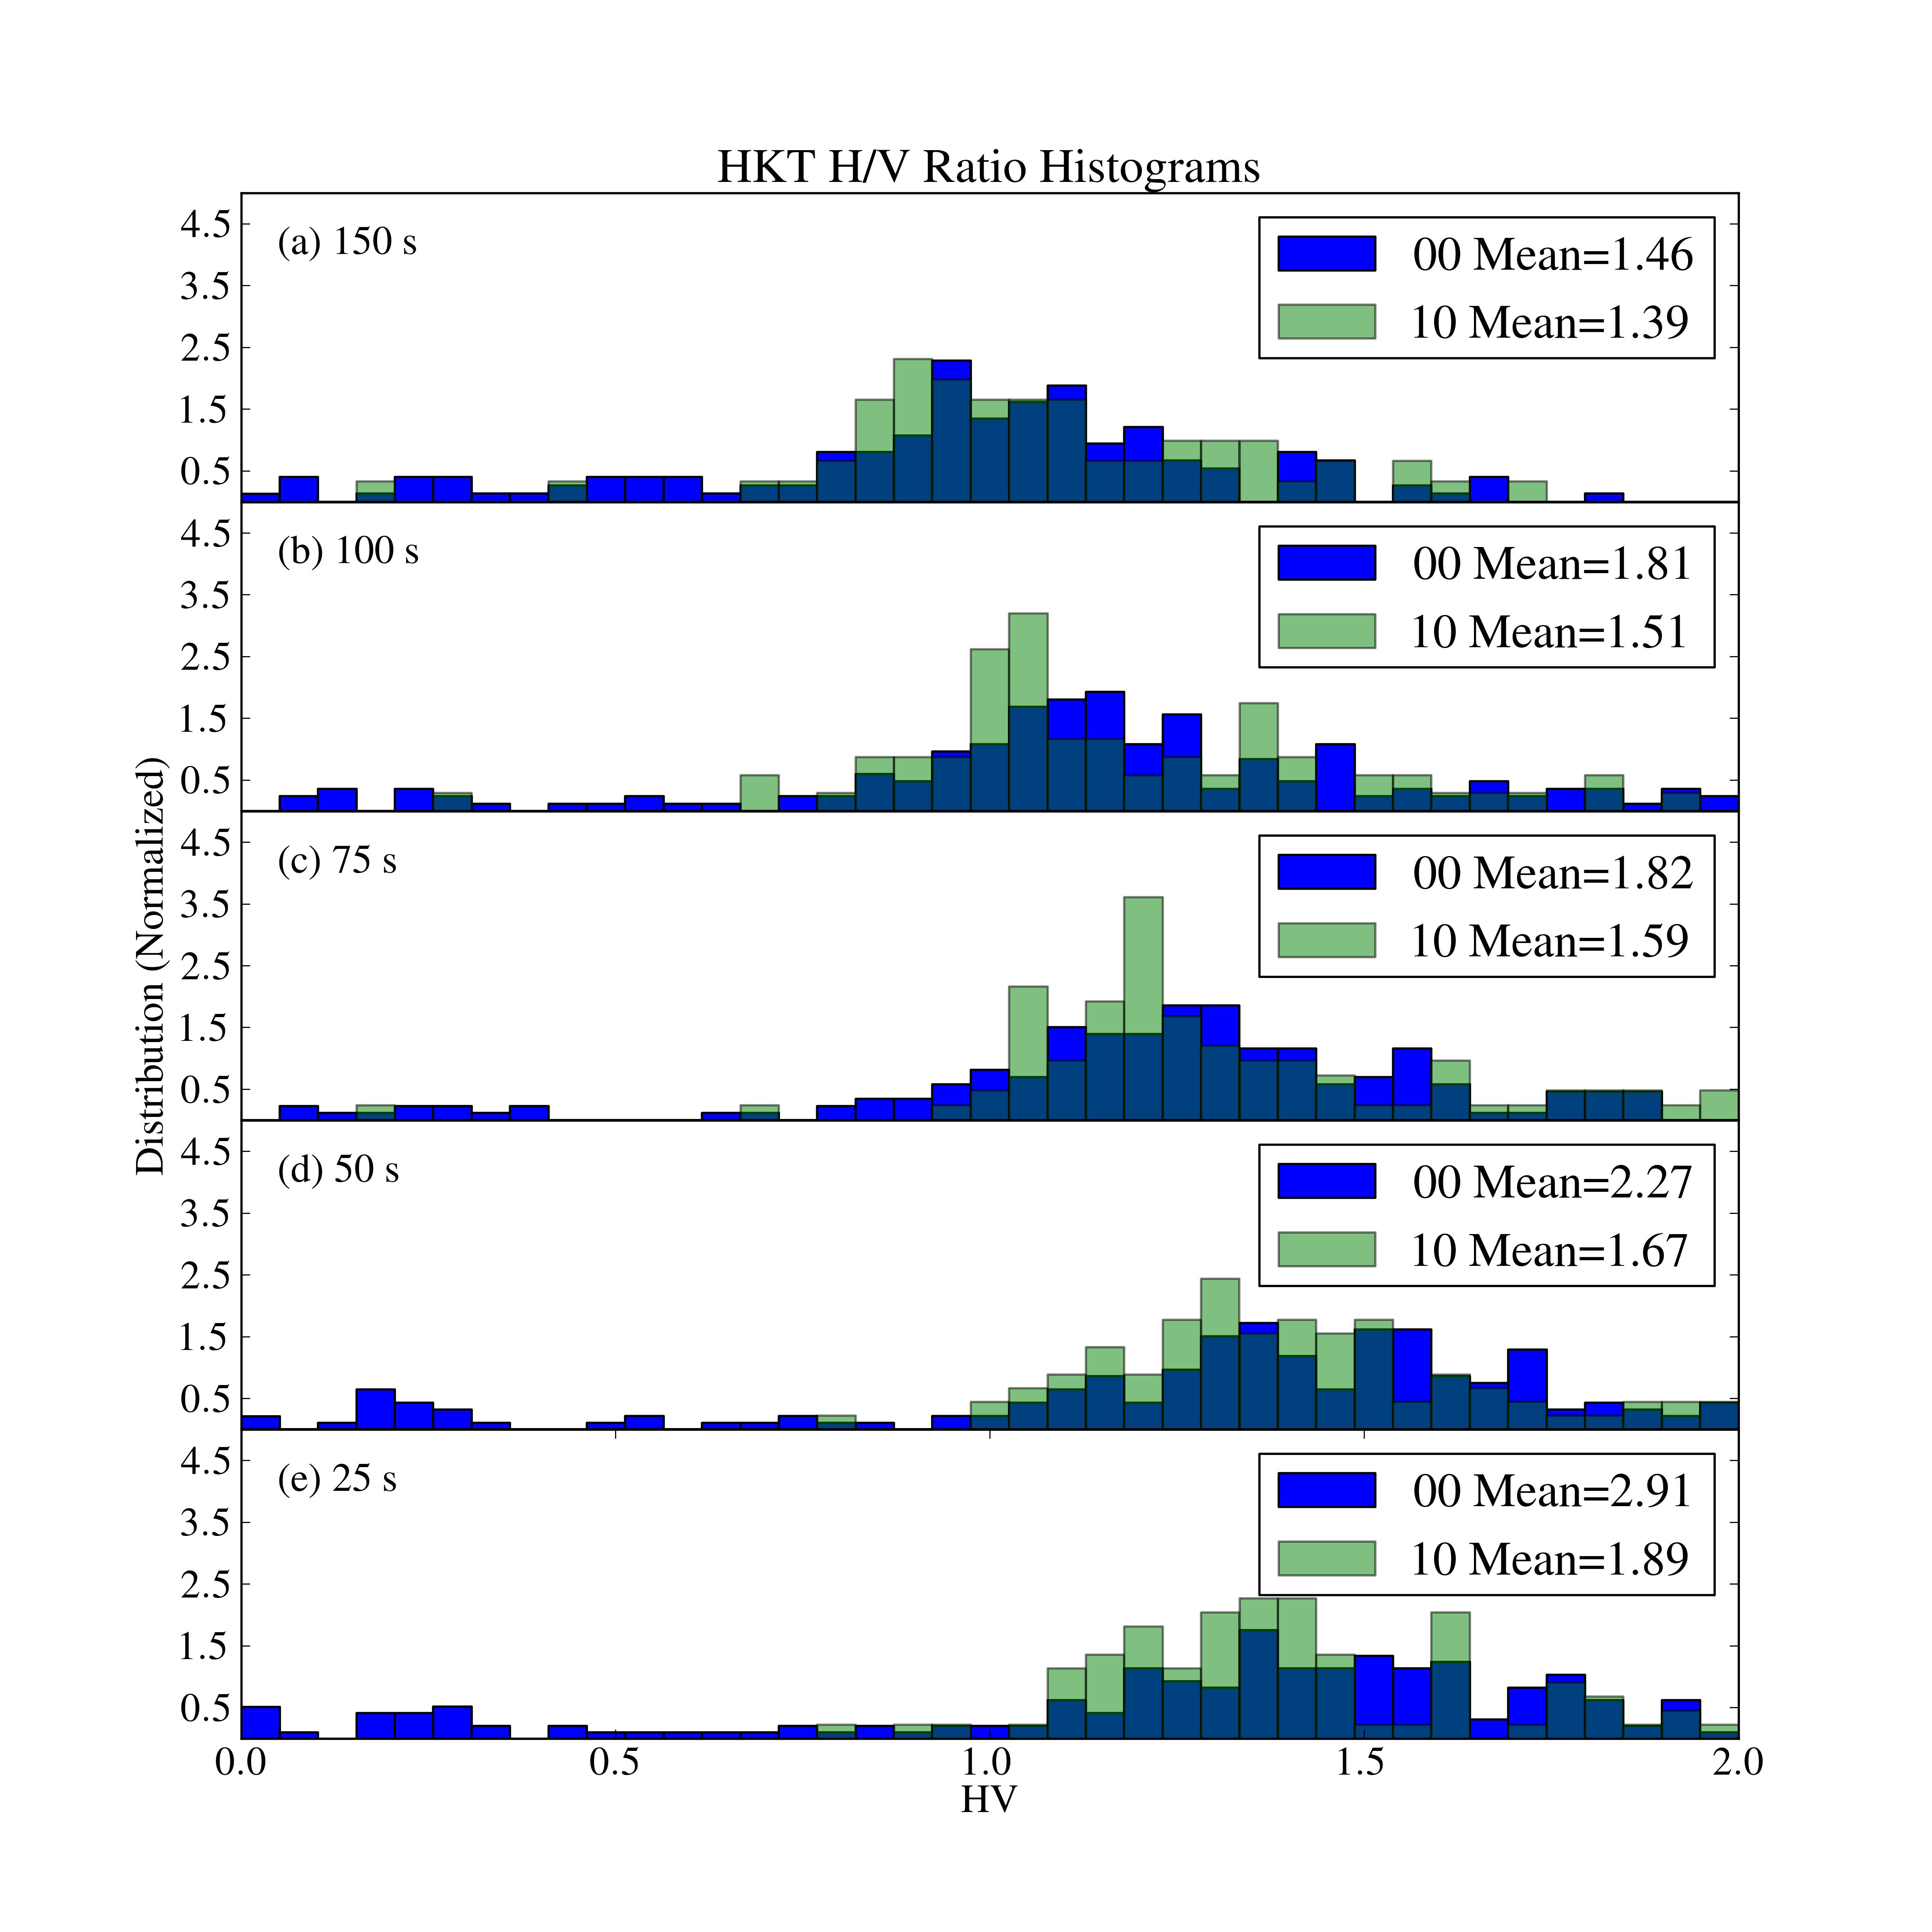 HKT H/V Ratio Histograms
4.5
3.5
2.5
1.5
0.5
(a) 150 s
00 Mean=1.46
10 Mean=1.39
4.5
3.5
2.5
1.5
0.5
(b) 100 s
00 Mean=1.81
10 Mean=1.51
Distribution (Normalized)
4.5
3.5
2.5
1.5
0.5
(c) 75 s
00 Mean=1.82
10 Mean=1.59
4.5
3.5
2.5
1.5
0.5
(d) 50 s
00 Mean=2.27
10 Mean=1.67
4.5
3.5
2.5
1.5
0.5
(e) 25 s
00 Mean=2.91
10 Mean=1.89
0.0 0.5 1.0 1.5 2.0
HV